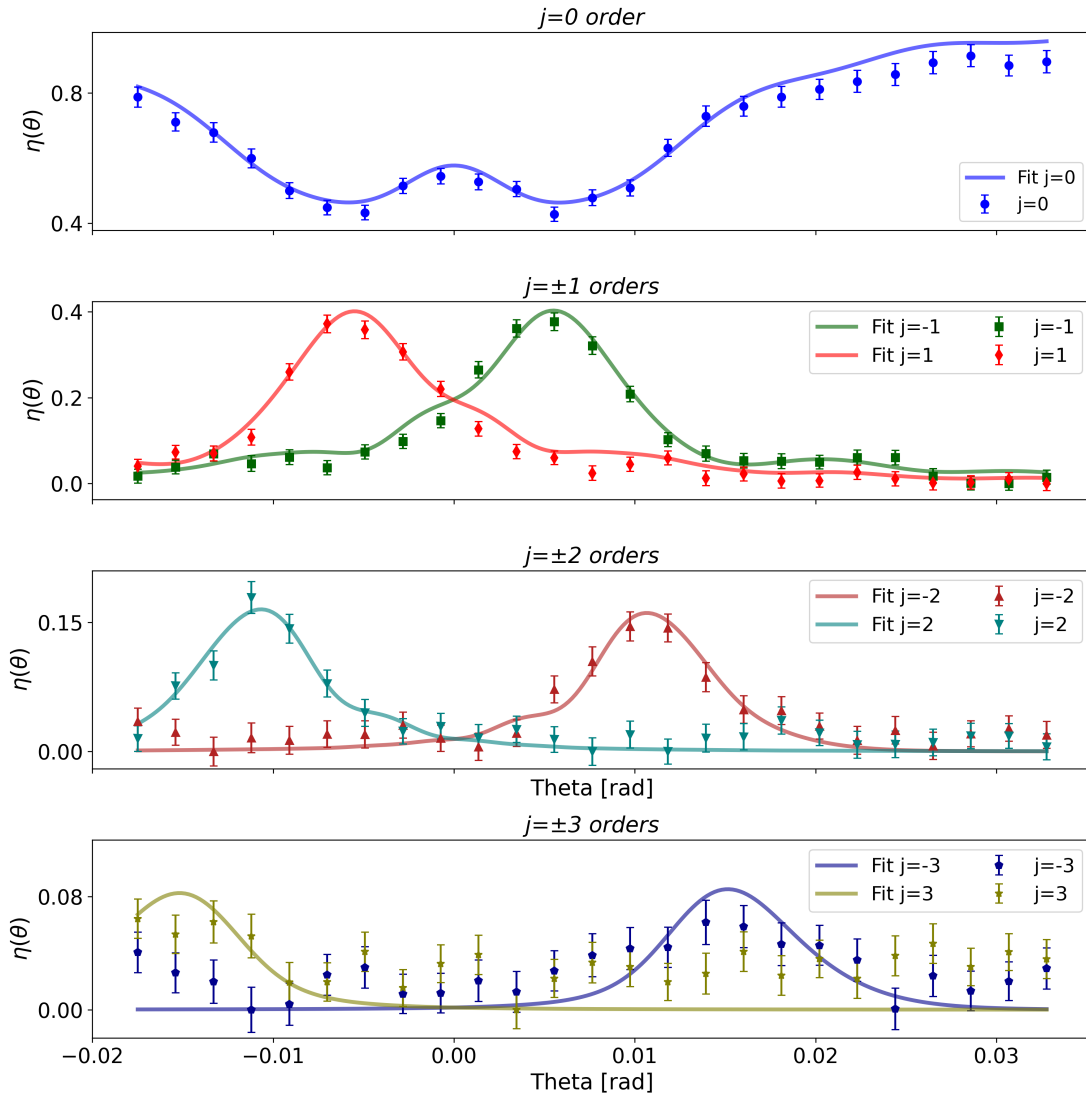 j=0 order
η(θ)
0.8
0.4
Fit j=0
j=0
j=±1 orders
η(θ)
0.4
0.2
0.0
Fit j=-1 j=-1
Fit j=1 j=1
j=±2 orders
η(θ)
0.15
0.00
Fit j=-2 j=-2
Fit j=2 j=2
Theta [rad]
j=±3 orders
η(θ)
0.08
0.00
Fit j=-3 j=-3
Fit j=3 j=3
−0.02 −0.01 0.00 0.01 0.02 0.03
Theta [rad]